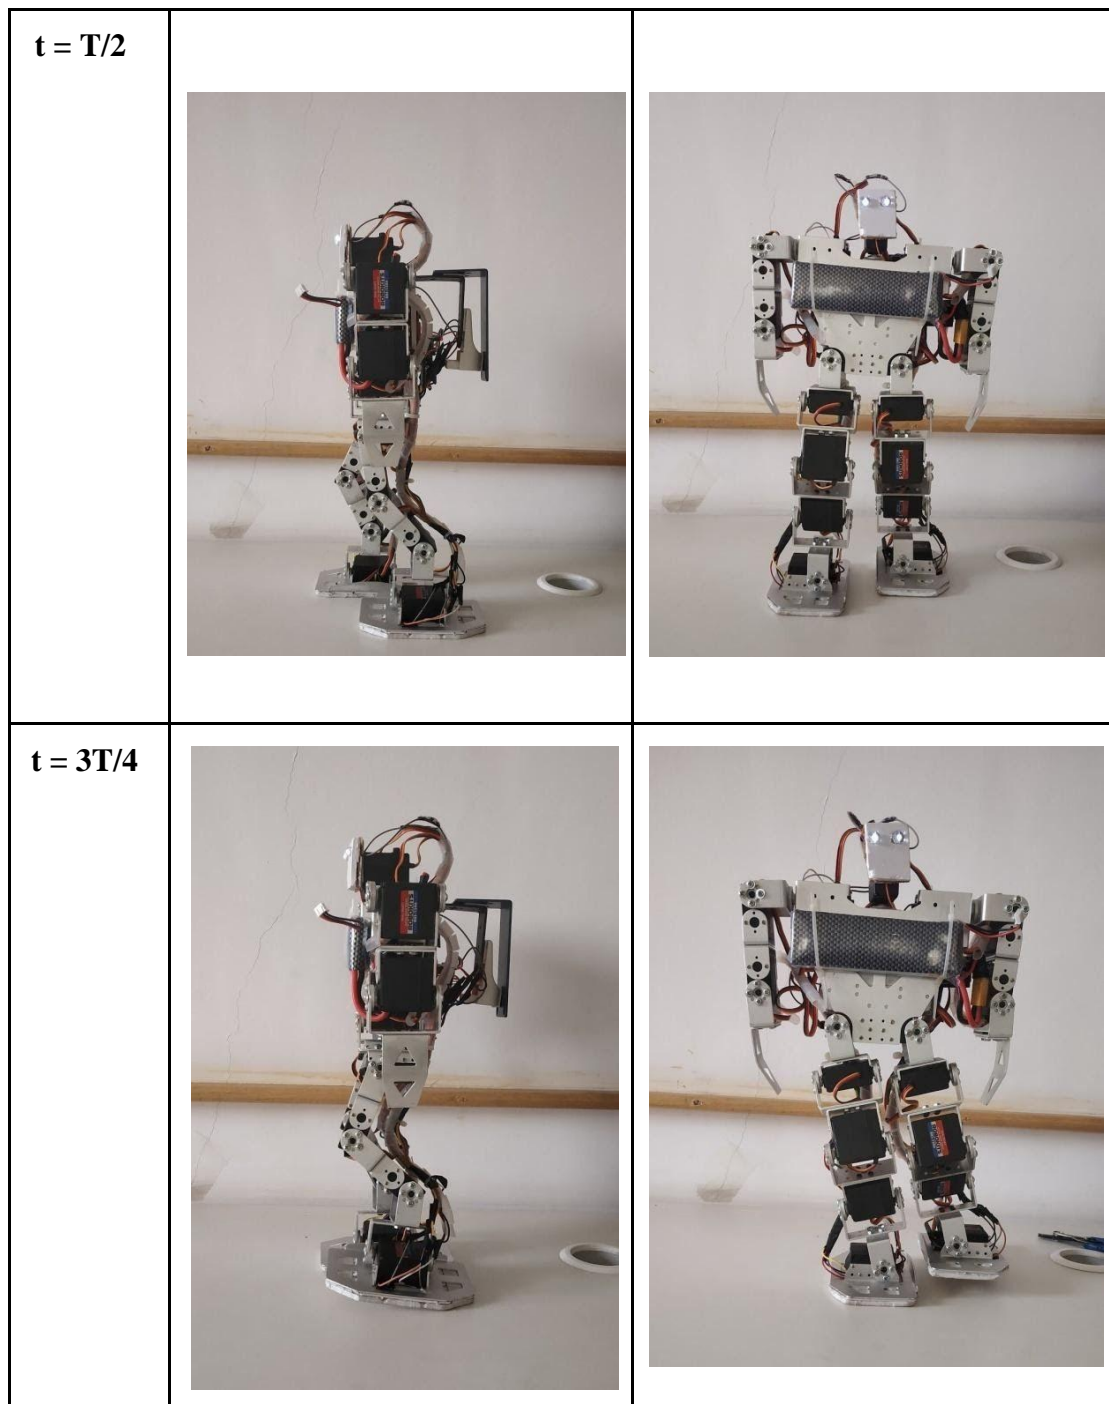 t = T/2
t = 3T/4